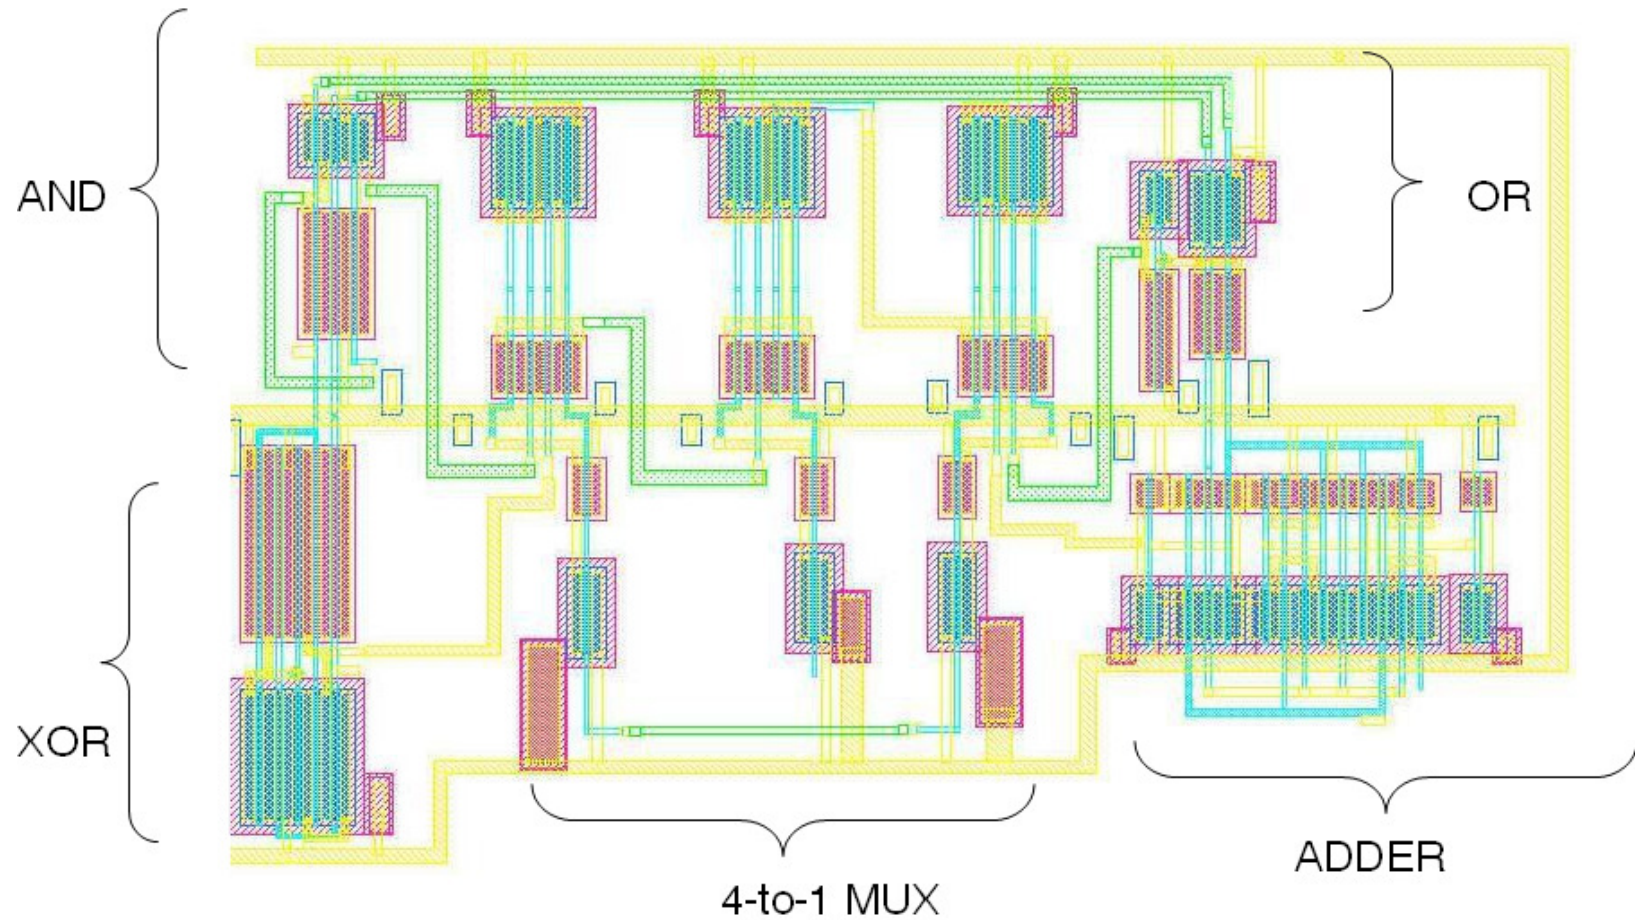 AND
OR
XOR
ADDER
4-to-1 MUX